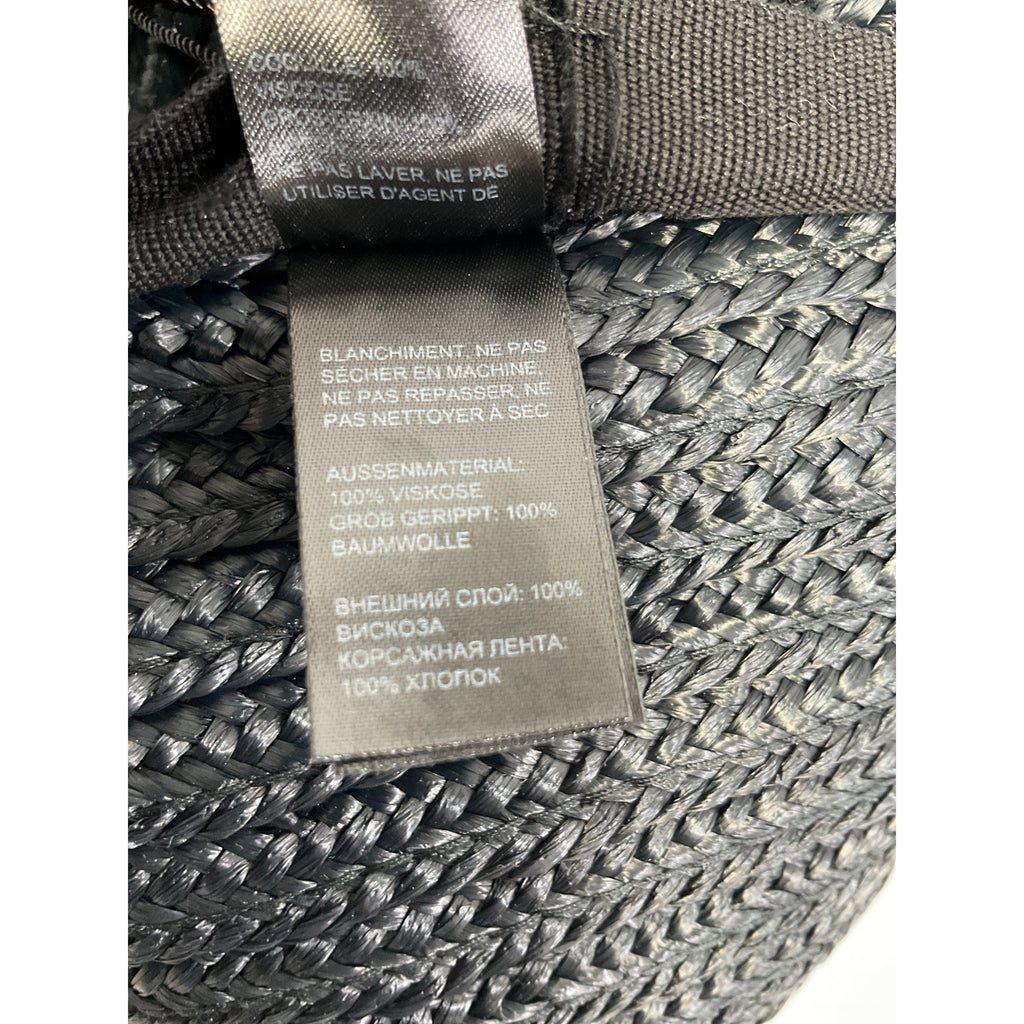 VISCOSE
NE PAS LAVER, NE PAS
UTILISER D'AGENT DE
BLANCHIMENT, NE PAS
SÉCHER EN MACHINE
NE PAS REPASSER, NE
PAS NETTOYER À SEC
AUSSENMATERIAL:
100% VISKOSE
GROB GERIPPT: 100%
BAUMWOLLE
ВНЕШНИЙ СЛОЙ: 100%
ВИСКОЗА
КОРСАЖНАЯ ЛЕНТА:
100% ХЛОПОК